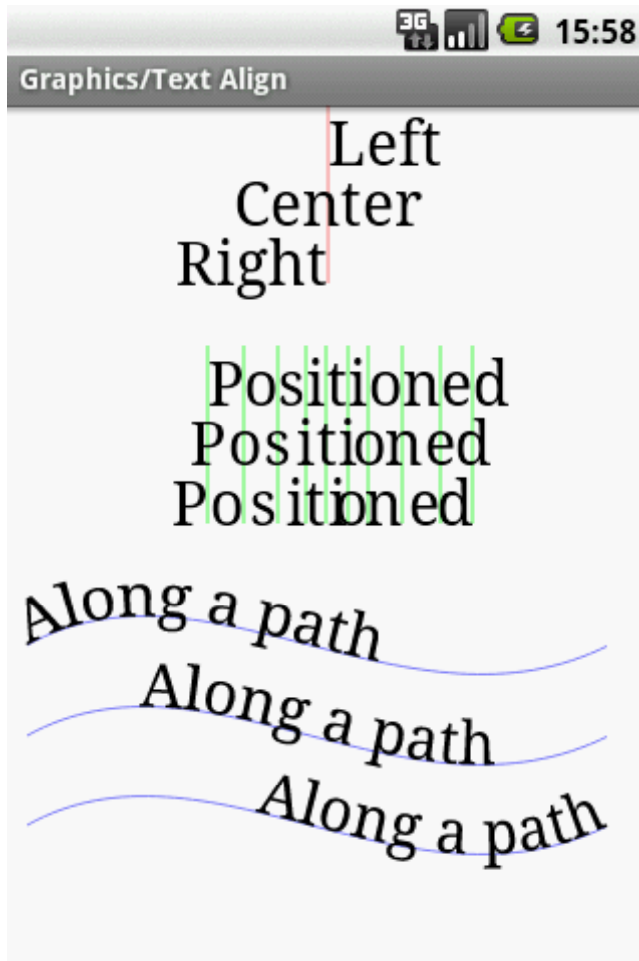 3G 15:58
Graphics/Text Align
Left
Center
Right
Positioned
Positioned
Positioned
Along a path
Along a path
Along a path